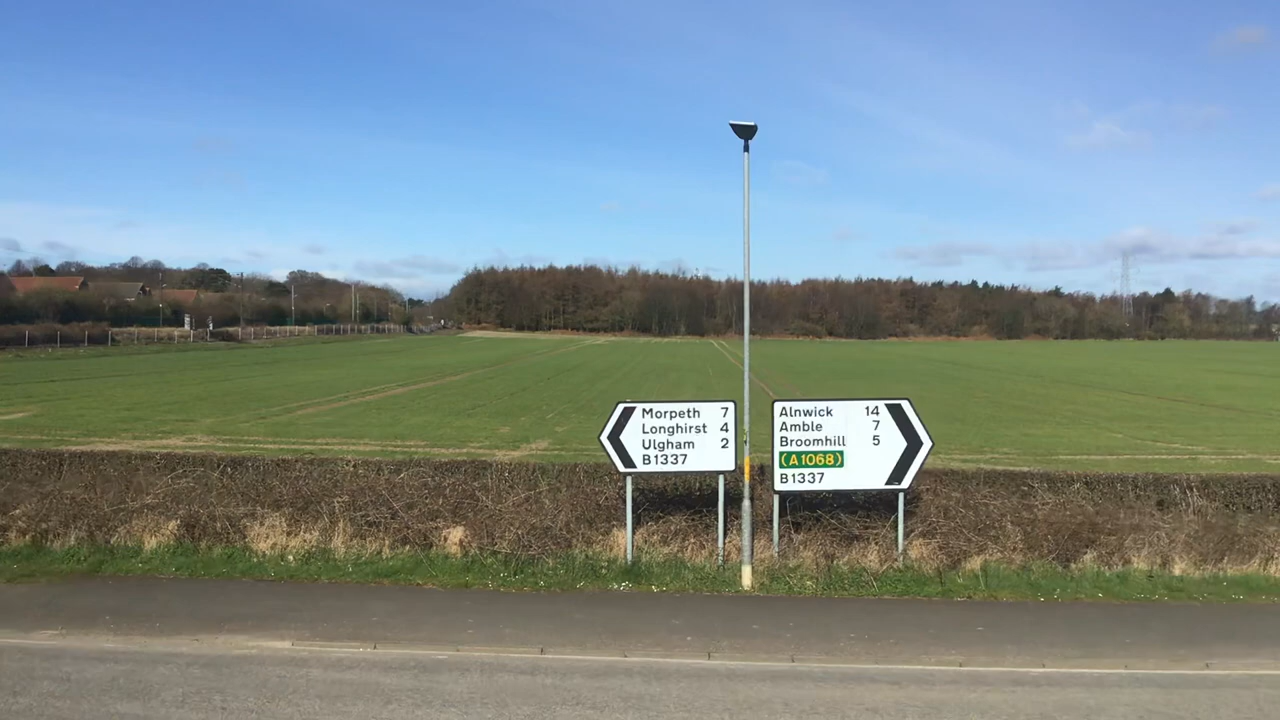 Morpeth 7
Longhirst 4
Ulgham 2
B1337
Alnwick 14
Amble 7
Broomhill 5
(A1068)
B1337